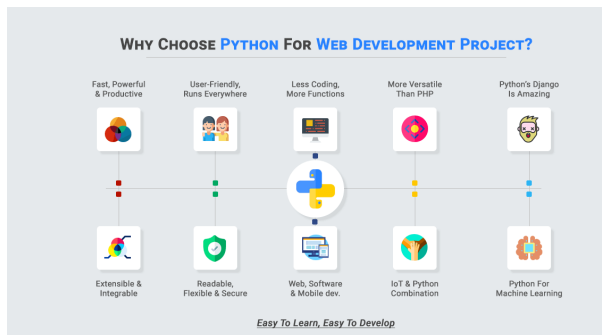 WHY CHOOSE PYTHON FOR WEB DEVELOPMENT PROJECT?
Fast, Powerful
& Productive
User-Friendly,
Runs Everywhere
Less Coding,
More Functions
More Versatile
Than PHP
Python's Django
Is Amazing
Extensible &
Integrable
Readable,
Flexible & Secure
Web, Software
& Mobile dev.
IoT & Python
Combination
Python For
Machine Learning
Easy To Learn, Easy To Develop